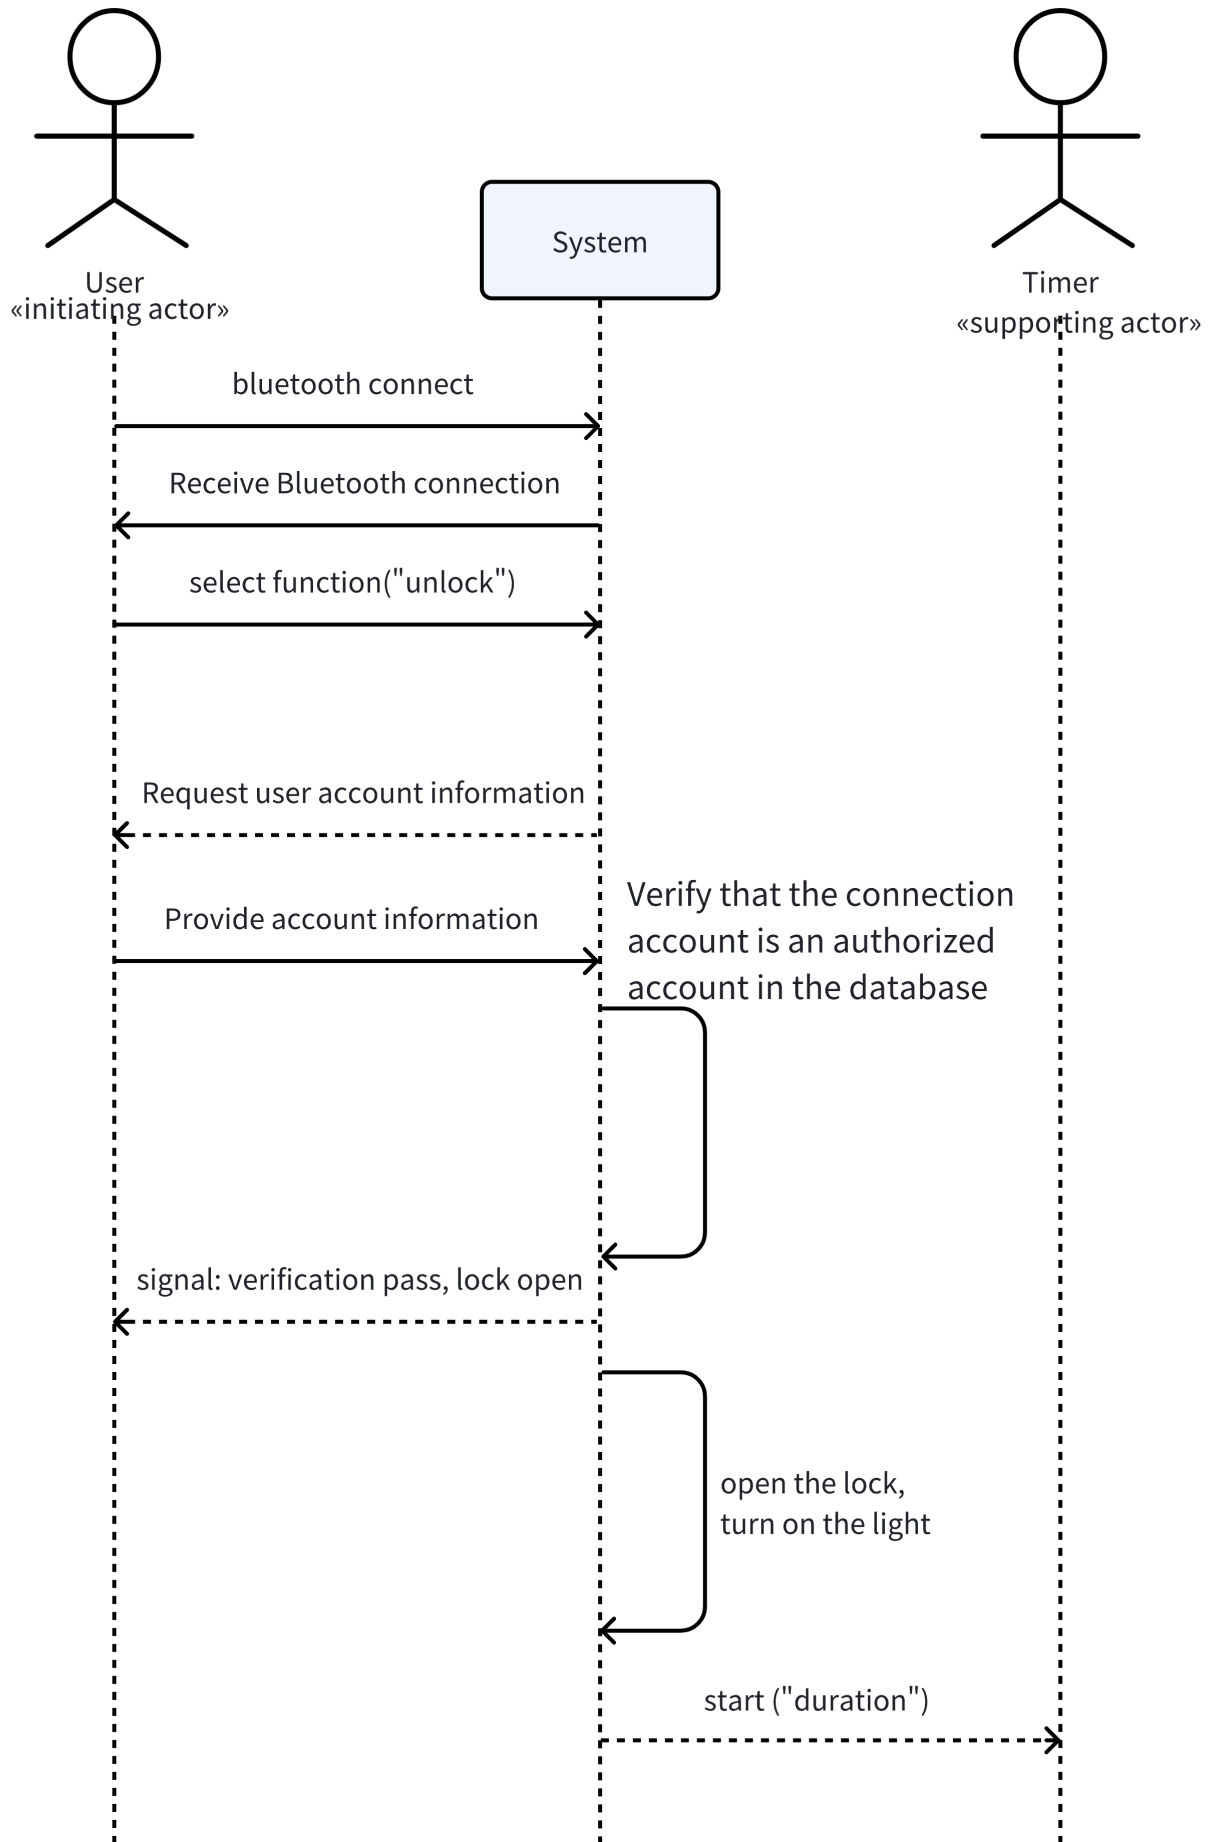 System
User
Timer
«initiating actor»
«supporting actor»
bluetooth connect
Receive Bluetooth connection
select function("unlock")
Request user account information
Verify that the connection
account is an authorized
account in the database
Provide account information
signal: verification pass, lock open
open the lock,
turn on the light
start ("duration")